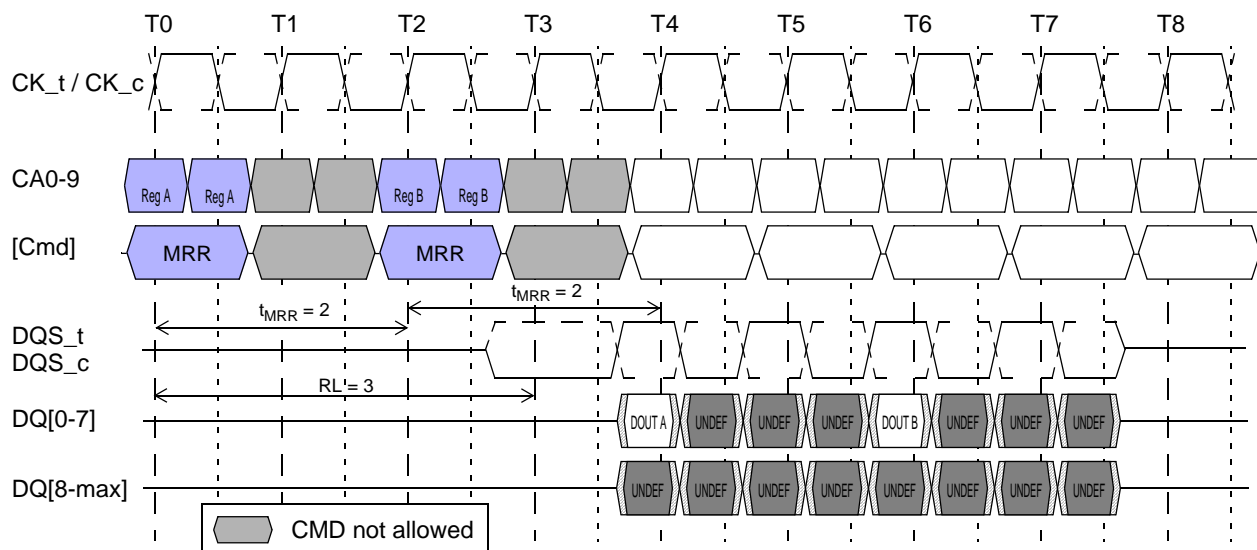 T0 T1 T2 T3 T4 T5 T6 T7 T8
CK_t / CK_c
CA0-9
Reg A Reg A Reg B Reg B
[Cmd]
MRR MRR
tMRR = 2
tMRR = 2
DQS_t
DQS_c
RL = 3
DQ[0-7]
DOUT A UNDEF UNDEF UNDEF DOUT B UNDEF UNDEF UNDEF
DQ[8-max]
UNDEF UNDEF UNDEF UNDEF UNDEF UNDEF UNDEF UNDEF
CMD not allowed